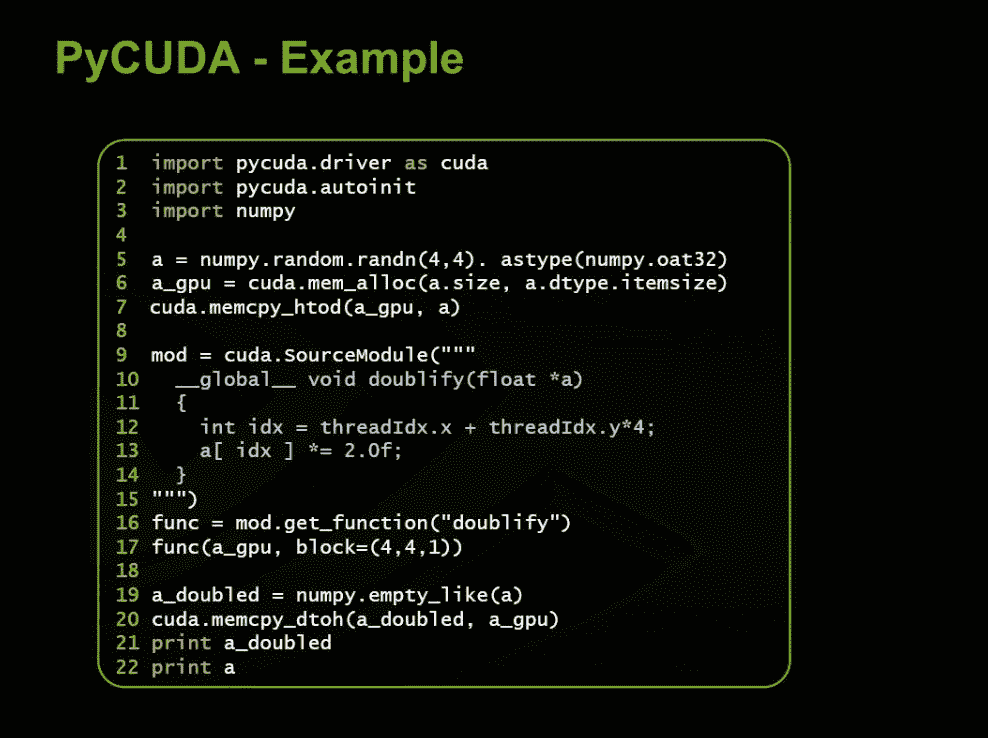 PyCUDA - Example
1 import pycuda.driver as cuda
2 import pycuda.autoinit
3 import numpy
4
5 a = numpy.random.randn(4,4). astype(numpy.oat32)
6 a_gpu = cuda.mem_alloc(a.size, a.dtype.itemsize)
7 cuda.memcpy_htod(a_gpu, a)
8
9 mod = cuda.SourceModule("""
10   __global__ void doublify(float *a)
11   {
12     int idx = threadIdx.x + threadIdx.y*4;
13     a[ idx ] *= 2.0f;
14   }
15 """)
16 func = mod.get_function("doublify")
17 func(a_gpu, block=(4,4,1))
18
19 a_doubled = numpy.empty_like(a)
20 cuda.memcpy_dtoh(a_doubled, a_gpu)
21 print a_doubled
22 print a